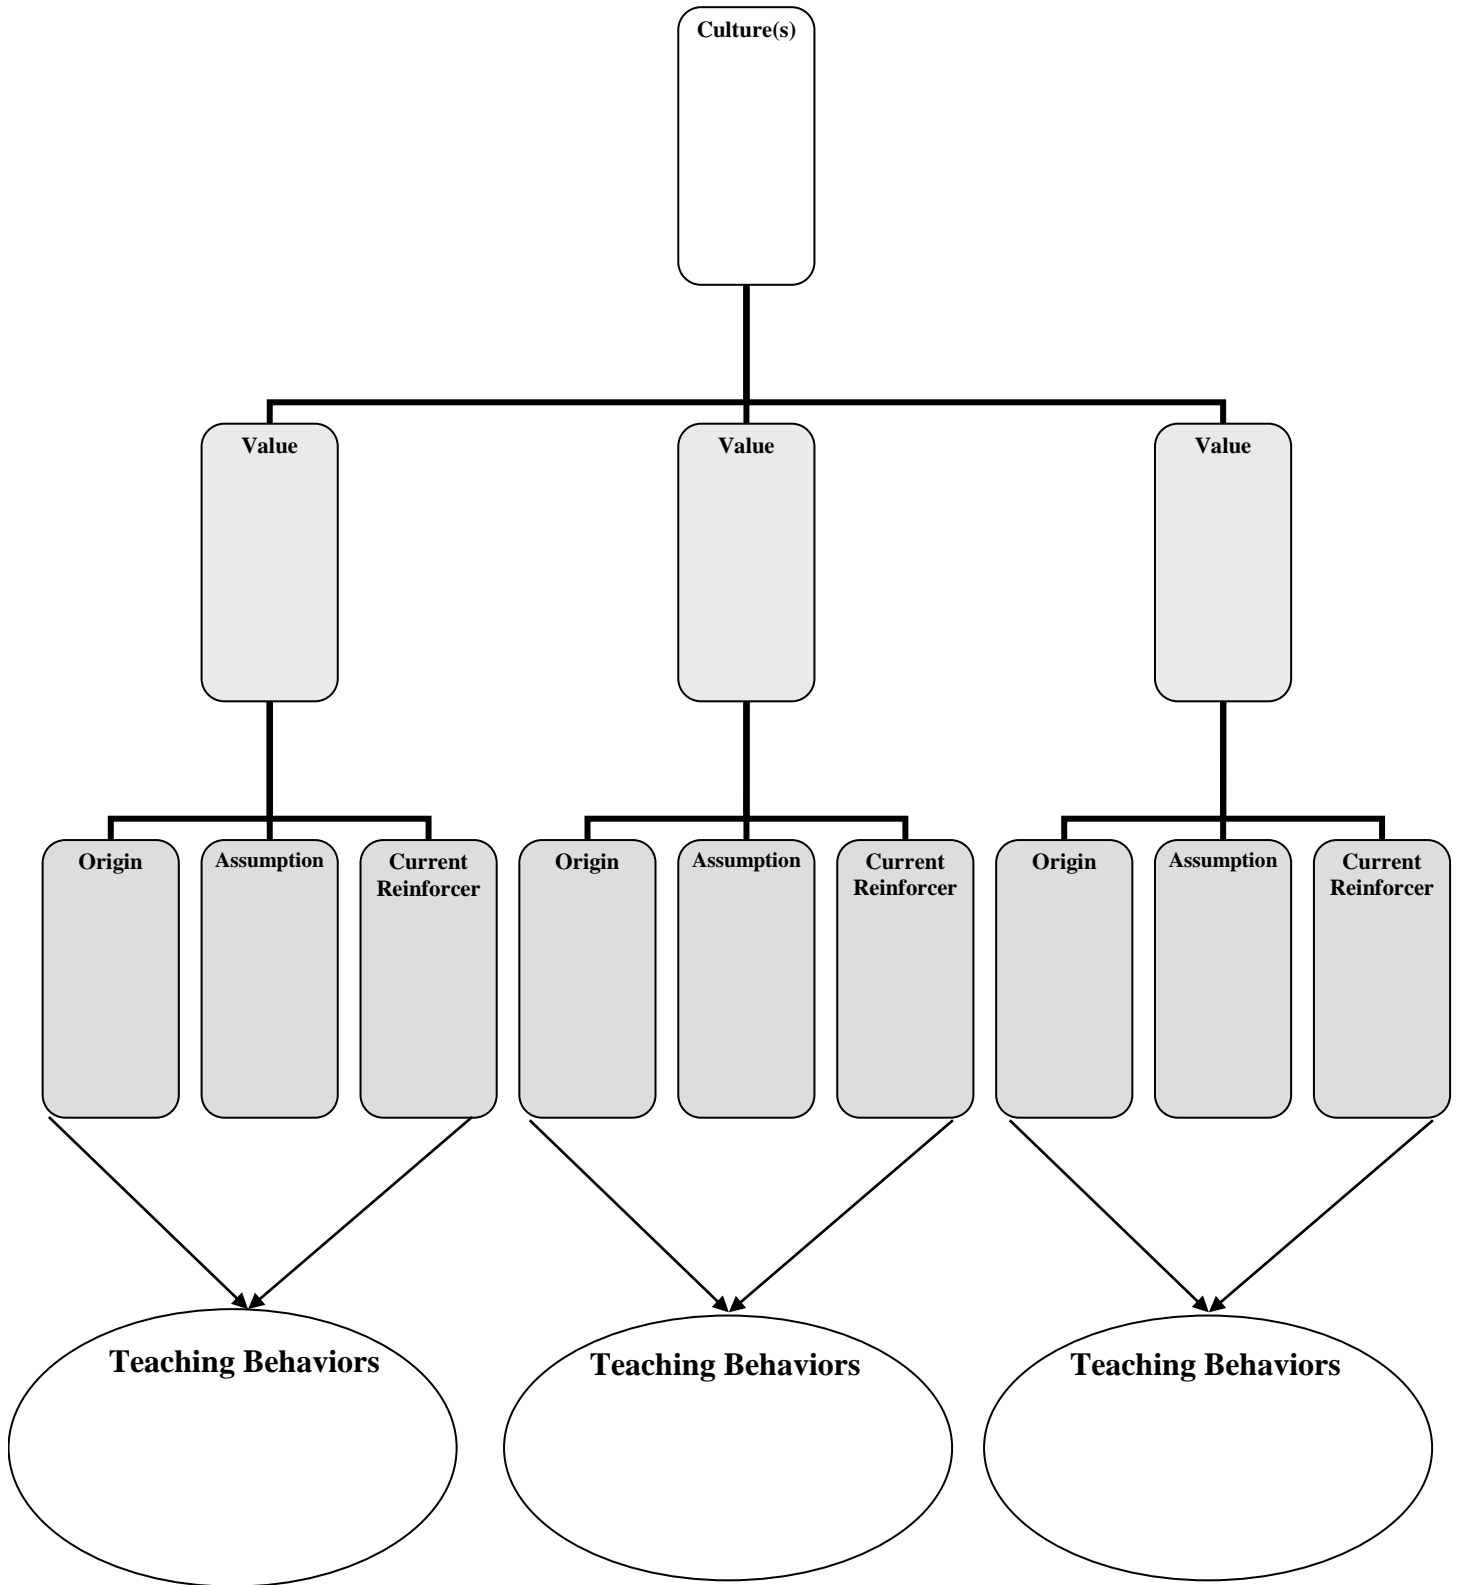 Culture(s)
Value
Value
Value
Origin
Assumption
Current
Reinforcer
Origin
Assumption
Current
Reinforcer
Origin
Assumption
Current
Reinforcer
Teaching Behaviors
Teaching Behaviors
Teaching Behaviors